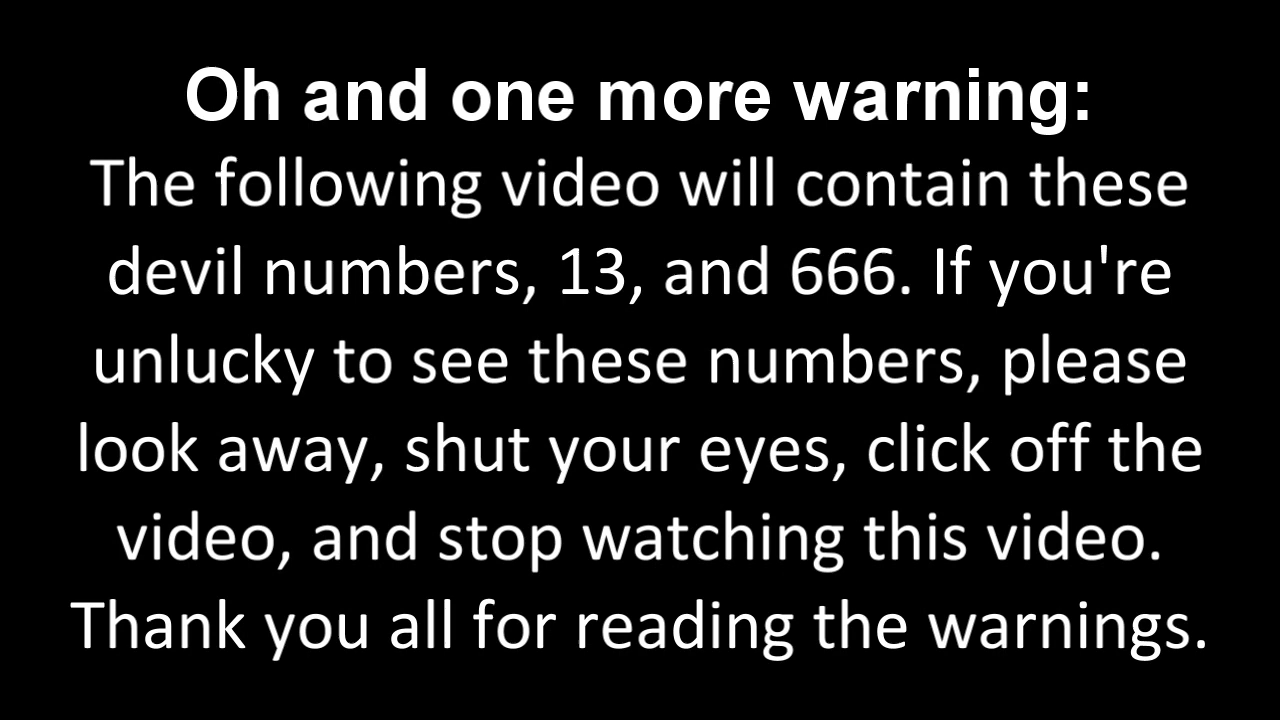 Oh and one more warning:
The following video will contain these
devil numbers, 13, and 666. If you're
unlucky to see these numbers, please
look away, shut your eyes, click off the
video, and stop watching this video.
Thank you all for reading the warnings.